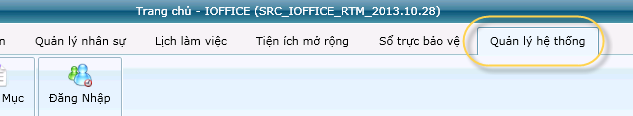 Trang chủ - IOFFICE (SRC_IOFFICE_RTM_2013.10.28)
Quản lý nhân sự Lịch làm việc Tiện ích mở rộng Sổ trực bảo vệ Quản lý hệ thống
Mục Đăng Nhập